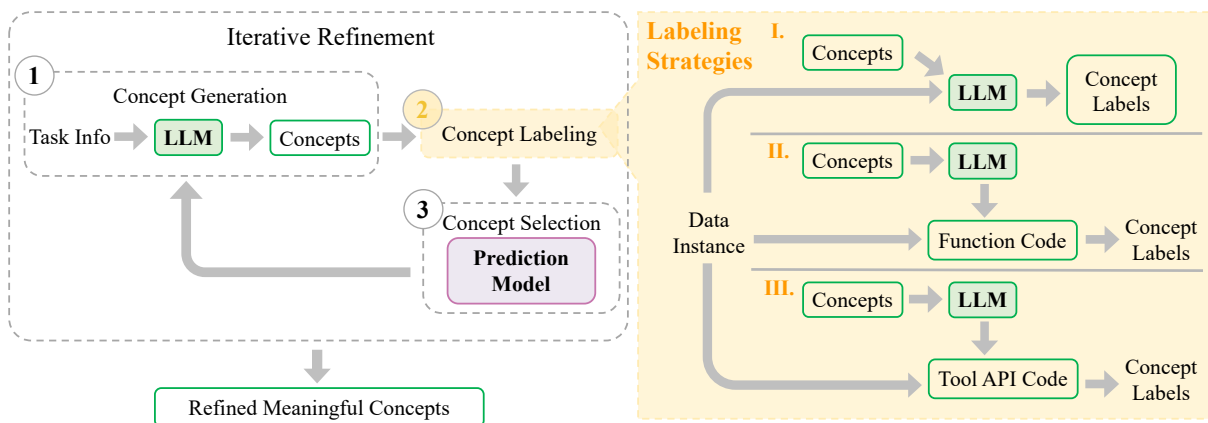 Iterative Refinement
1
Concept Generation
Task Info
LLM
Concepts
2
Concept Labeling
3
Concept Selection
Prediction
Model
Refined Meaningful Concepts
Labeling
Strategies
I.
Concepts
LLM
Concept
Labels
II.
Concepts
LLM
Data
Instance
Function Code
Concept
Labels
III.
Concepts
LLM
Tool API Code
Concept
Labels